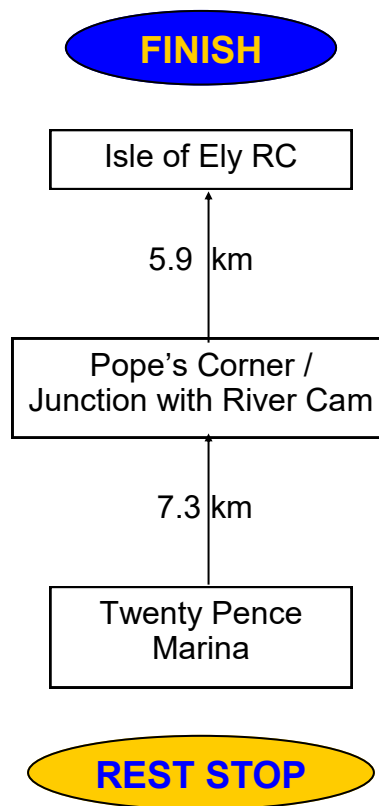 FINISH
Isle of Ely RC
5.9 km
Pope's Corner /
Junction with River Cam
7.3 km
Twenty Pence
Marina
REST STOP